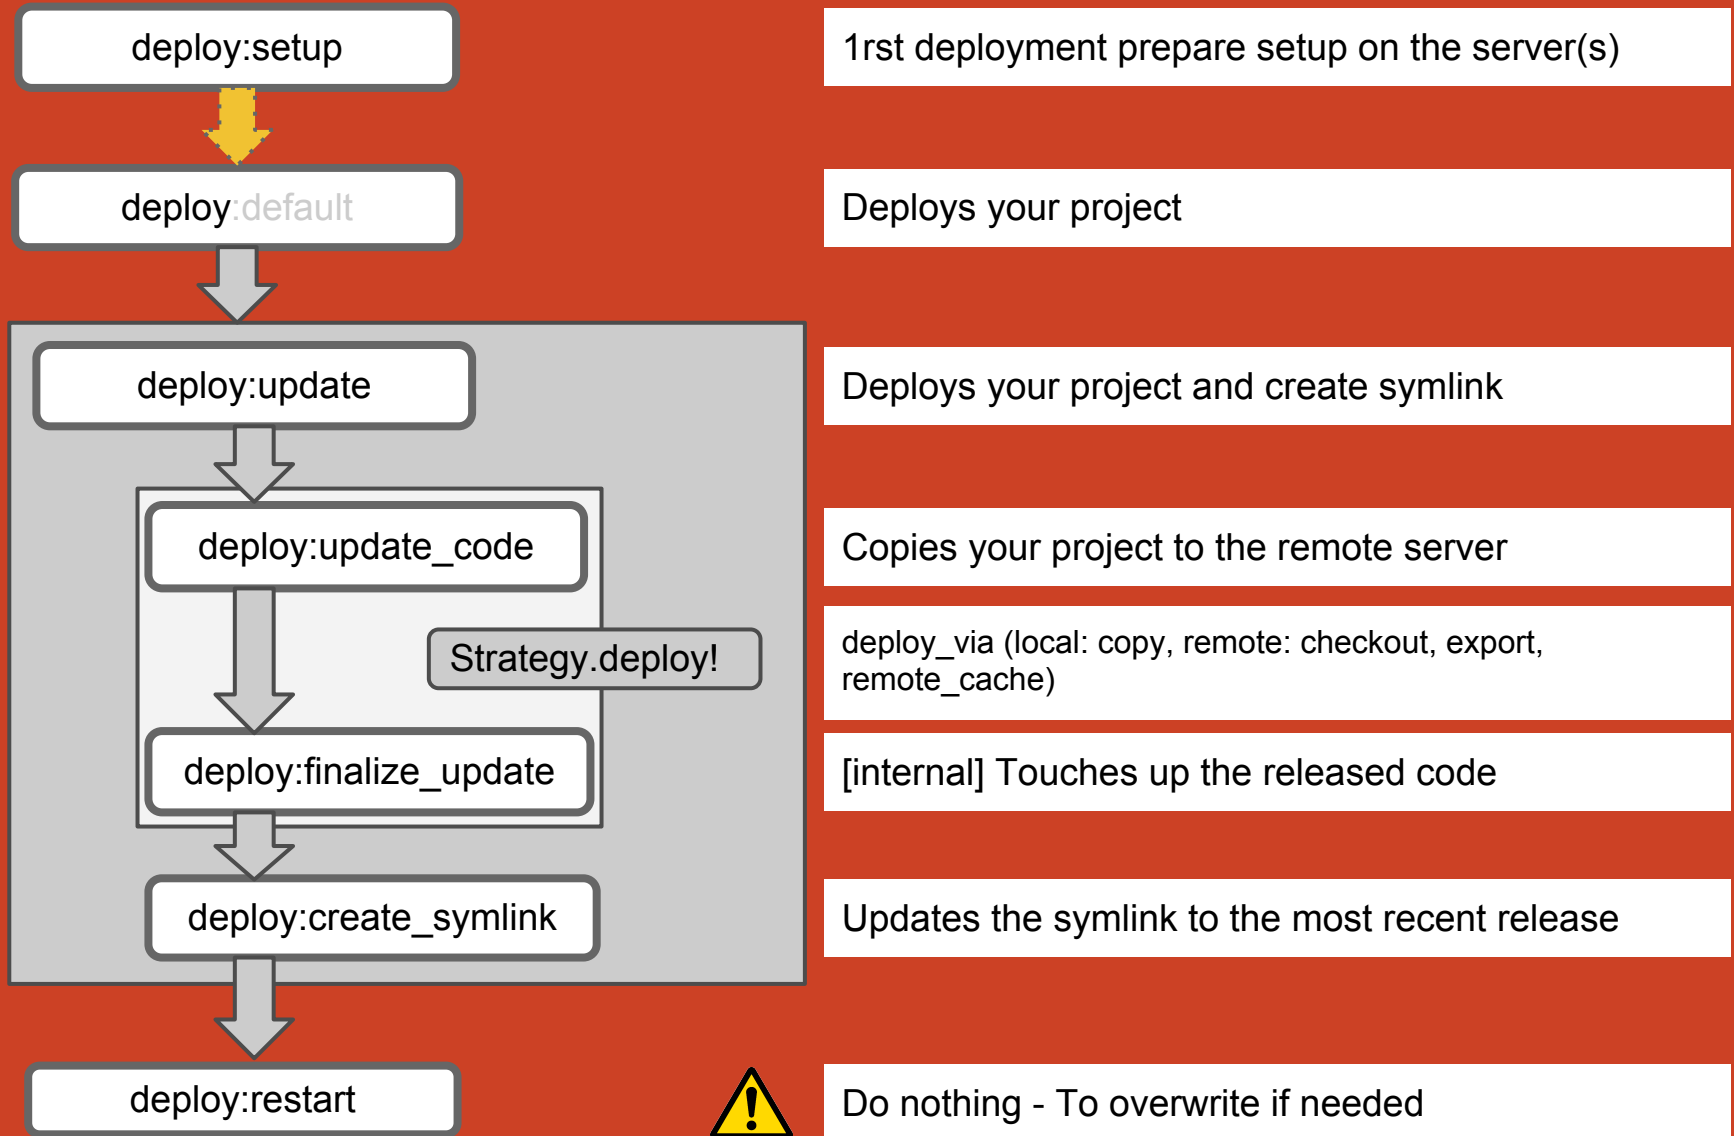 deploy:setup
1rst deployment prepare setup on the server(s)
deploy:default
Deploys your project
deploy:update
Deploys your project and create symlink
deploy:update_code
Copies your project to the remote server
Strategy.deploy!
deploy_via (local: copy, remote: checkout, export,
remote_cache)
deploy:finalize_update
[internal] Touches up the released code
deploy:create_symlink
Updates the symlink to the most recent release
deploy:restart
Do nothing - To overwrite if needed